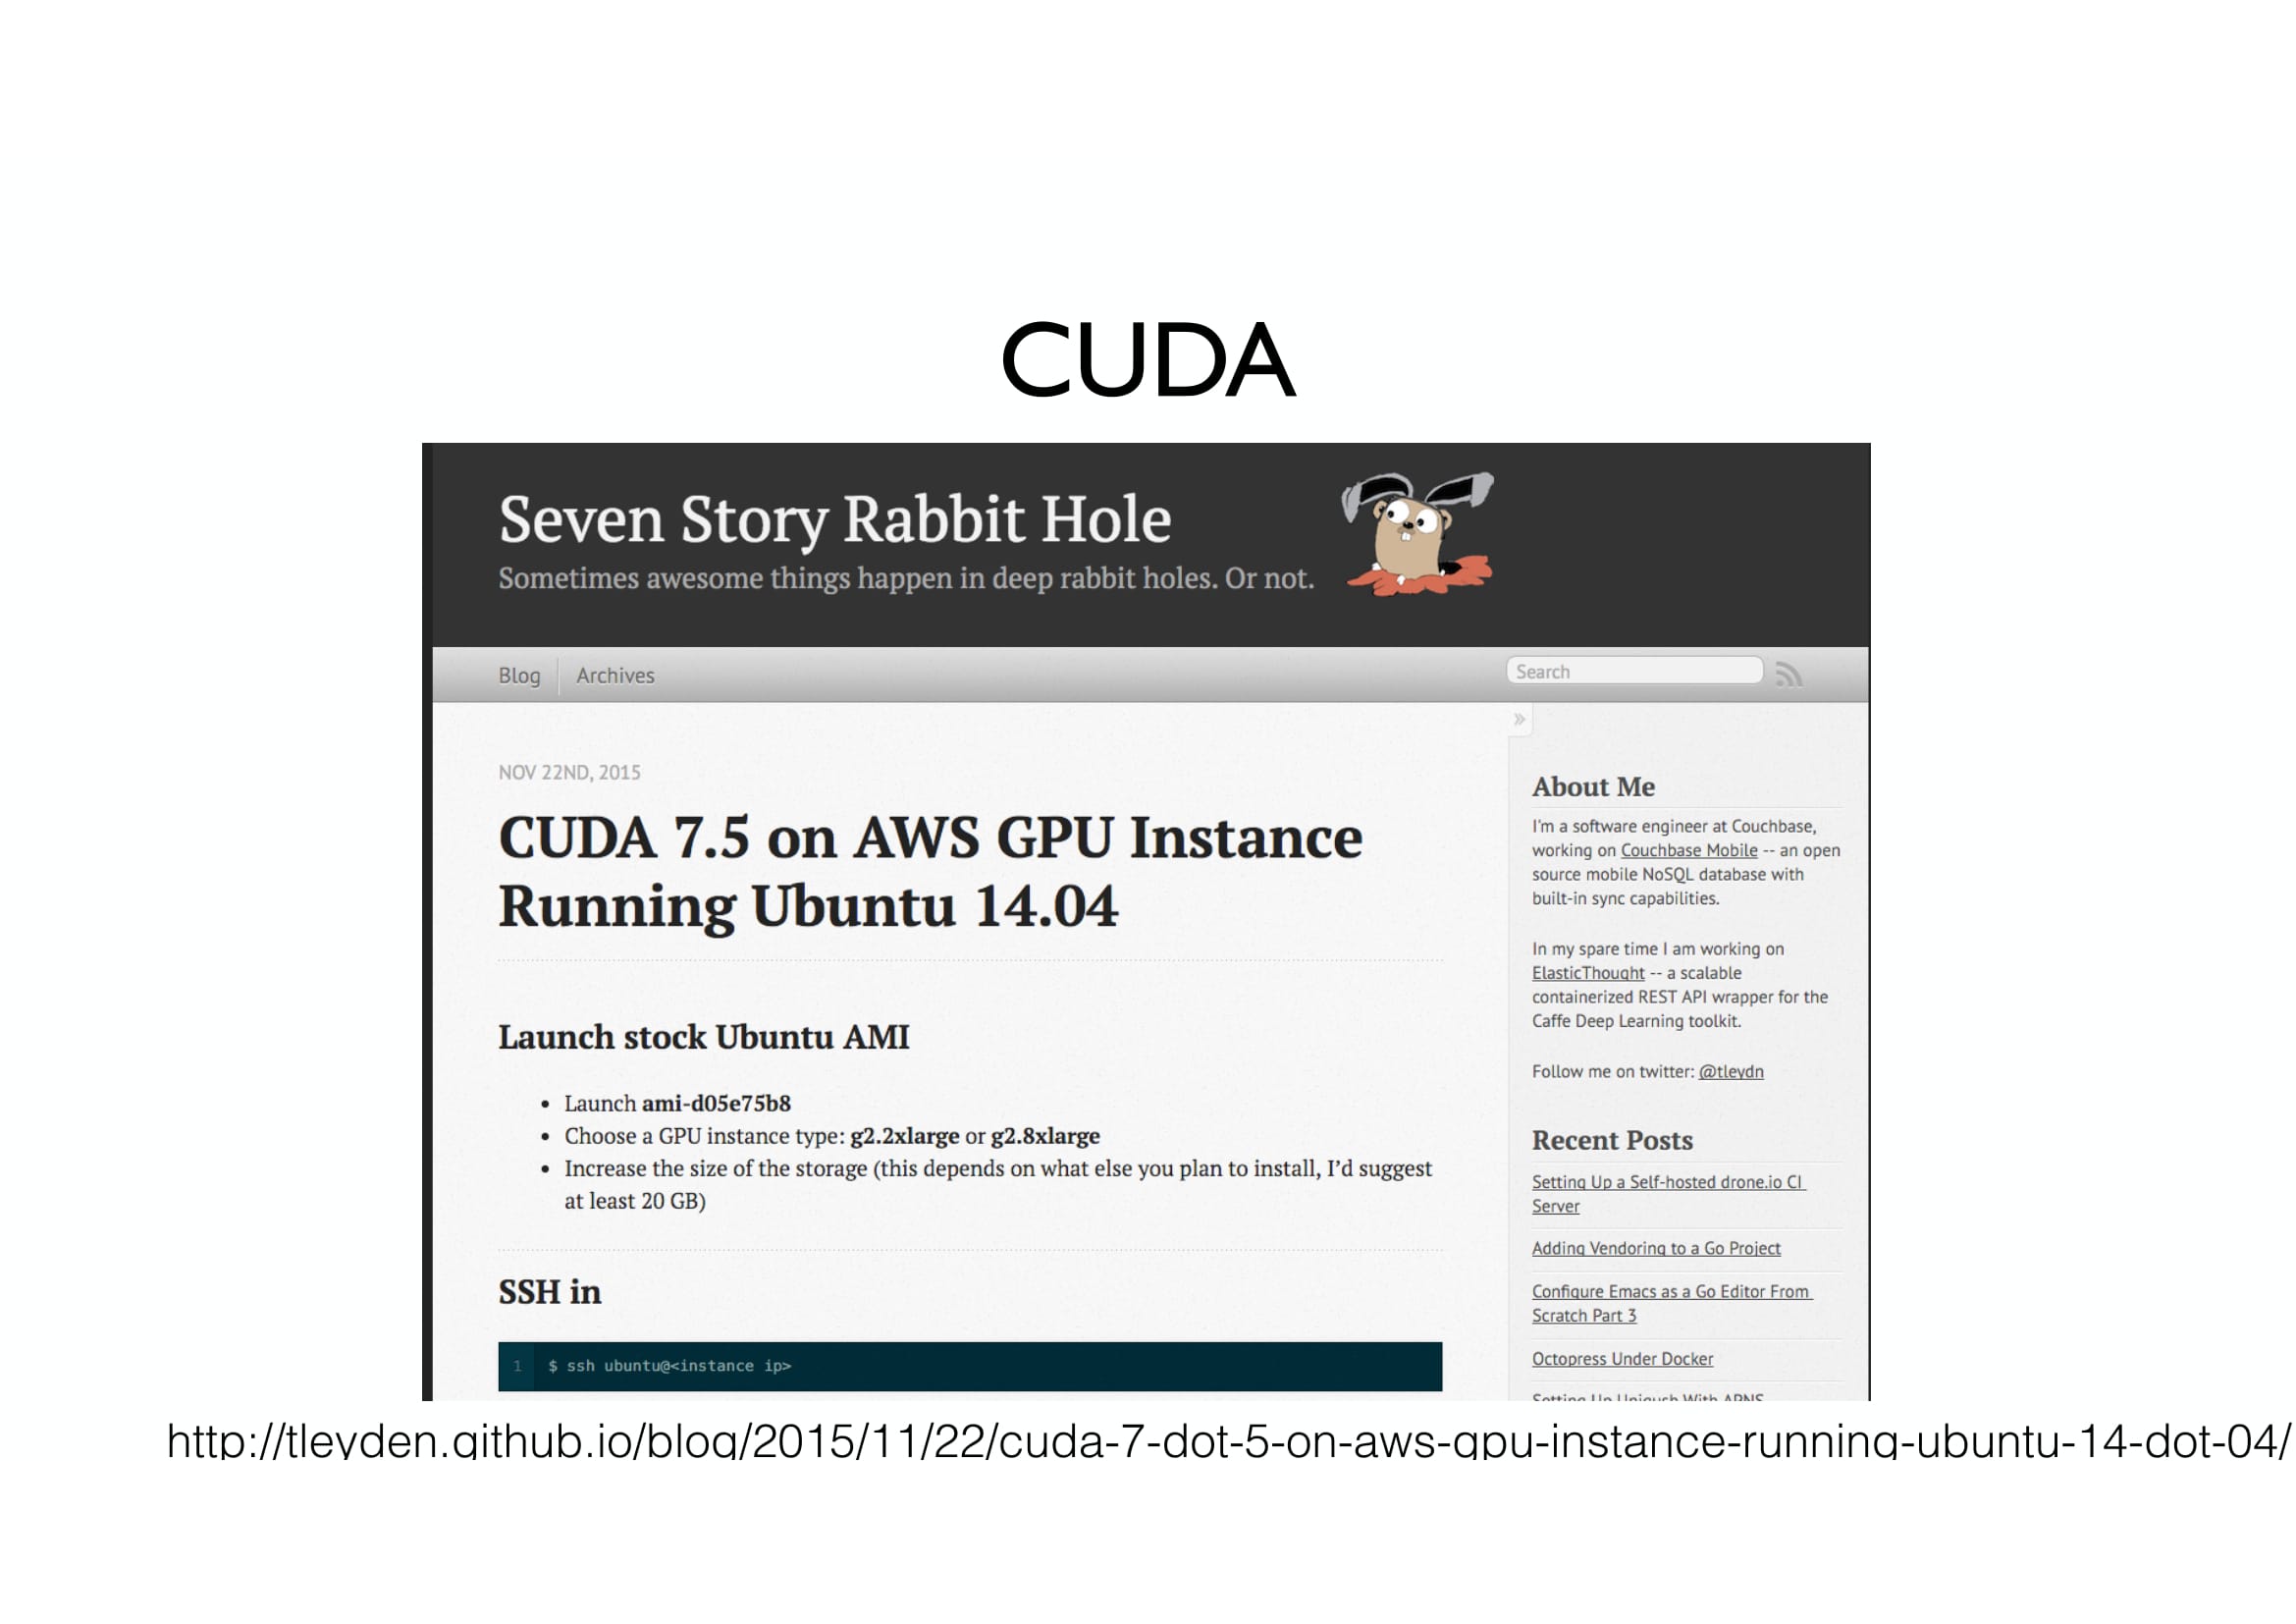 CUDA
Seven Story Rabbit Hole
Sometimes awesome things happen in deep rabbit holes. Or not.
Blog
Archives
Search
»
NOV 22ND, 2015
CUDA 7.5 on AWS GPU Instance
Running Ubuntu 14.04
Launch stock Ubuntu AMI
• Launch ami-d05e75b8
• Choose a GPU instance type: g2.2xlarge or g2.8xlarge
• Increase the size of the storage (this depends on what else you plan to install, I’d suggest
at least 20 GB)
SSH in
1 $ ssh ubuntu@<instance ip>
About Me
I'm a software engineer at Couchbase,
working on Couchbase Mobile -- an open
source mobile NoSQL database with
built-in sync capabilities.
In my spare time I am working on
ElasticThought -- a scalable
containerized REST API wrapper for the
Caffe Deep Learning toolkit.
Follow me on twitter: @tleydn
Recent Posts
Setting Up a Self-hosted drone.io CI
Server
Adding Vendoring to a Go Project
Configure Emacs as a Go Editor From
Scratch Part 3
Octopress Under Docker
Setting Up Uniqush With APNS
http://tleyden.github.io/blog/2015/11/22/cuda-7-dot-5-on-aws-gpu-instance-running-ubuntu-14-dot-04/